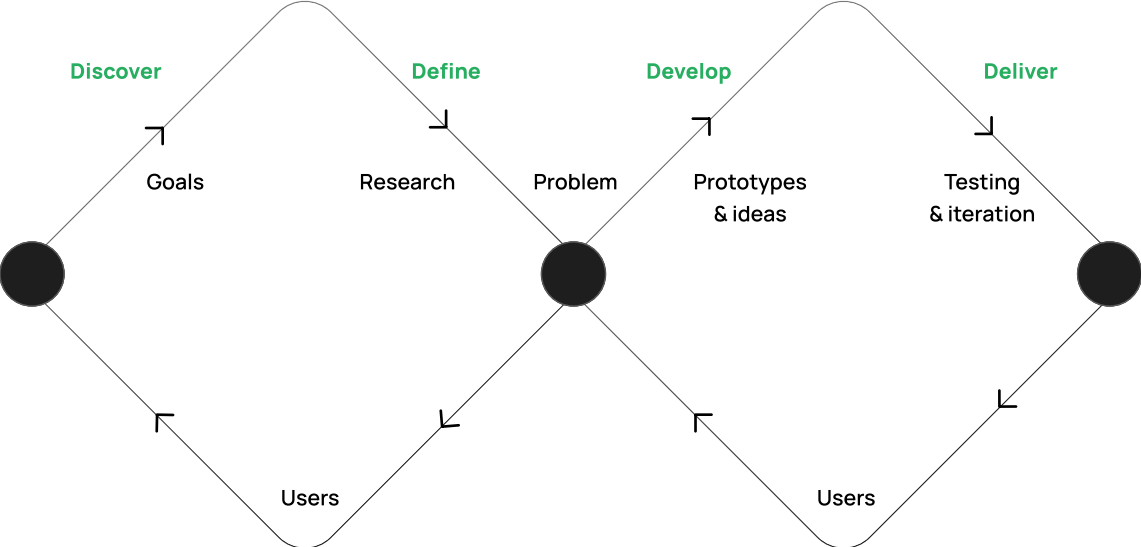 Discover
Define
Develop
Deliver
Goals
Research
Problem
Prototypes
& ideas
Testing
& iteration
Users
Users